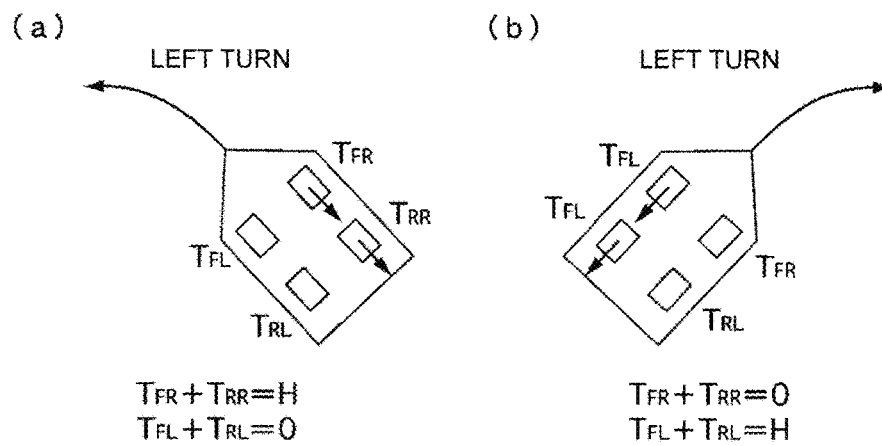 (a)
LEFT TURN
TFR
TRR
TFL
TRL
TFR+TRR=H
TFL+TRL=0
(b)
LEFT TURN
TFL
TFL
TFR
TRL
TFR+TRR=0
TFL+TRL=H